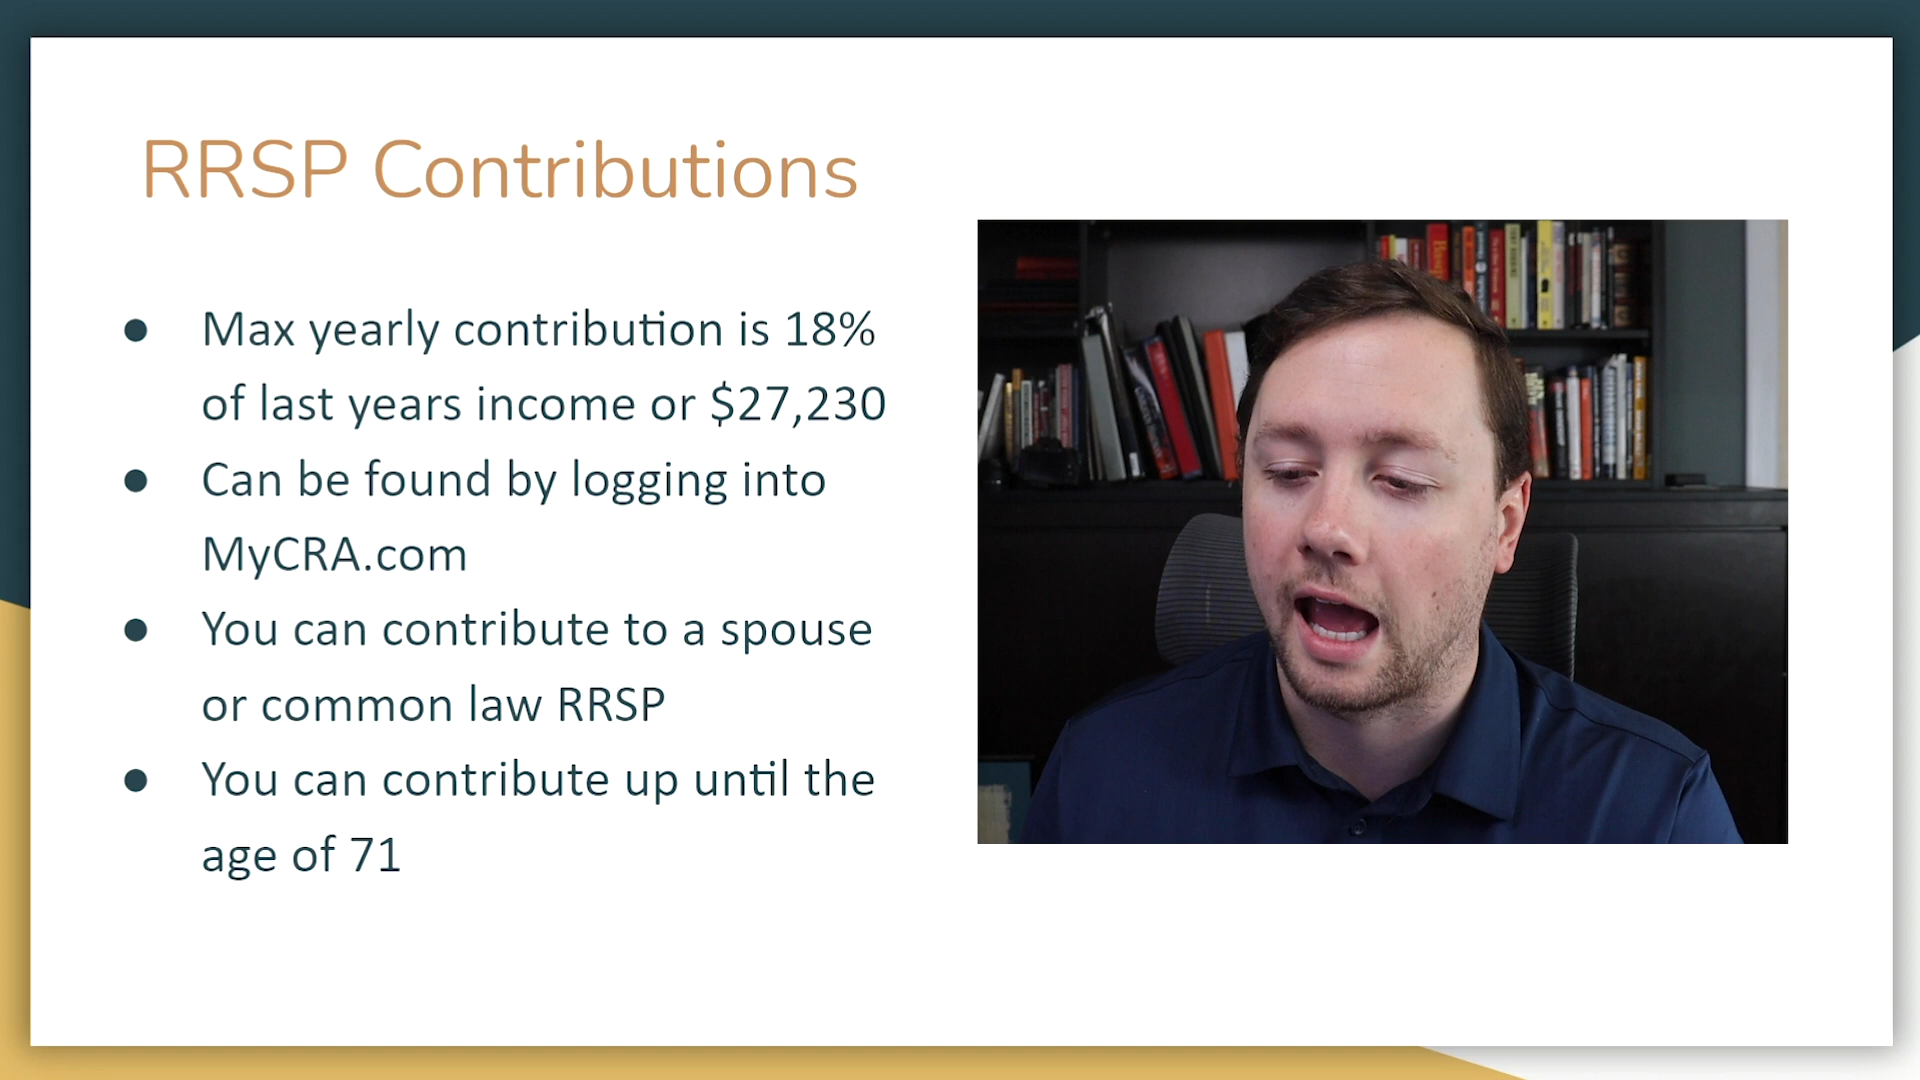 RRSP Contributions
● Max yearly contribution is 18%
of last years income or $27,230
● Can be found by logging into
MyCRA.com
● You can contribute to a spouse
or common law RRSP
● You can contribute up until the
age of 71